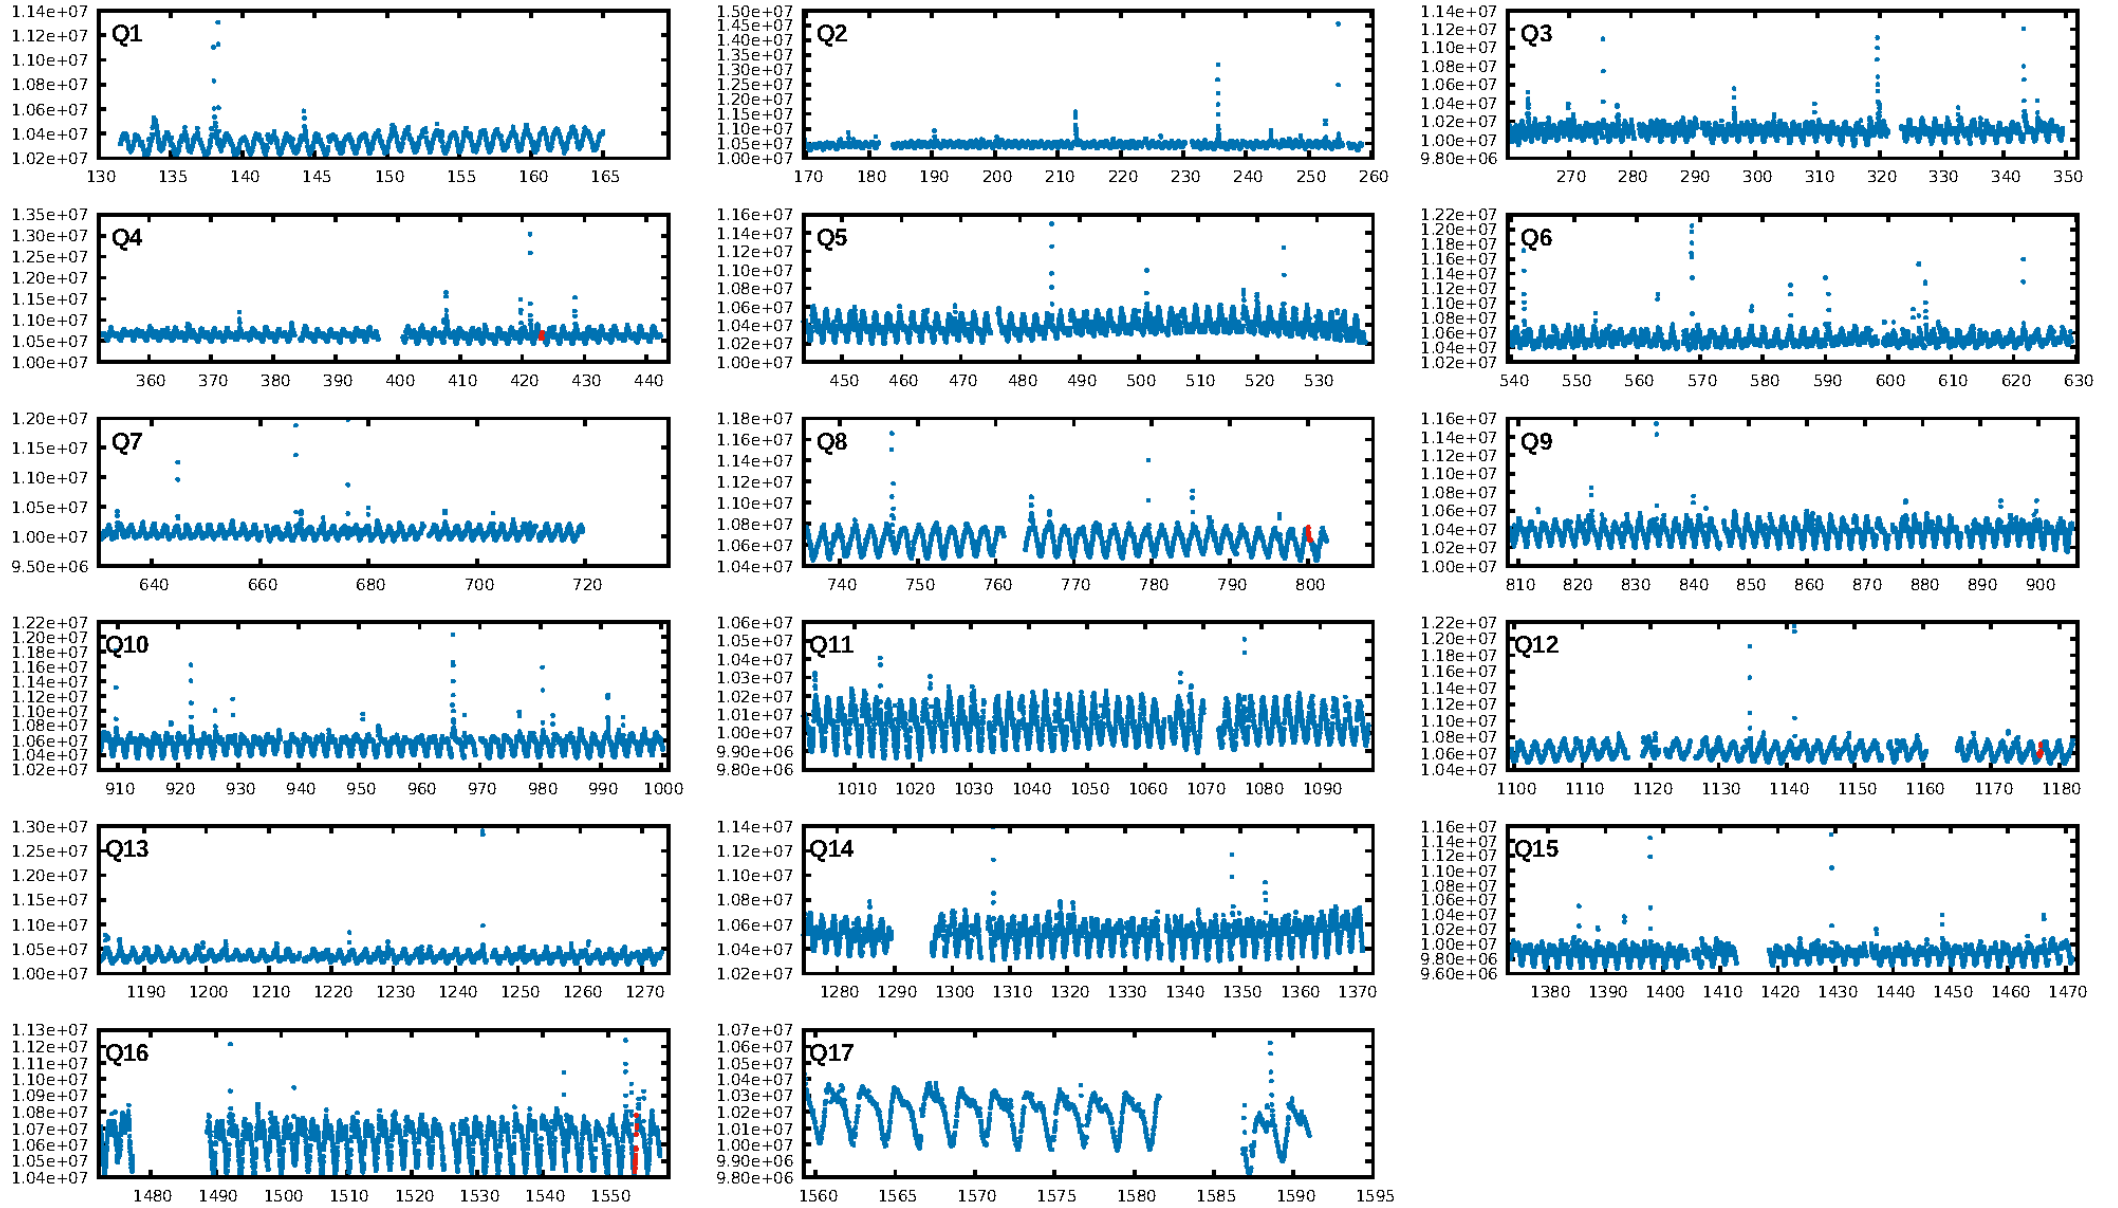 Q1
1.14e+07
1.12e+07
1.10e+07
1.08e+07
1.06e+07
1.04e+07
1.02e+07
130 135 140 145 150 155 160 165
Q2
1.50e+07
1.45e+07
1.40e+07
1.35e+07
1.30e+07
1.25e+07
1.20e+07
1.15e+07
1.10e+07
1.05e+07
1.00e+07
170 180 190 200 210 220 230 240 250 260
Q3
1.14e+07
1.12e+07
1.10e+07
1.08e+07
1.06e+07
1.04e+07
1.02e+07
1.00e+07
9.80e+06
270 280 290 300 310 320 330 340 350
Q4
1.35e+07
1.30e+07
1.25e+07
1.20e+07
1.15e+07
1.10e+07
1.05e+07
1.00e+07
360 370 380 390 400 410 420 430 440
Q5
1.16e+07
1.14e+07
1.12e+07
1.10e+07
1.08e+07
1.06e+07
1.04e+07
1.02e+07
1.00e+07
450 460 470 480 490 500 510 520 530
Q6
1.22e+07
1.20e+07
1.18e+07
1.16e+07
1.14e+07
1.12e+07
1.10e+07
1.08e+07
1.06e+07
1.04e+07
1.02e+07
540 550 560 570 580 590 600 610 620 630
Q7
1.20e+07
1.15e+07
1.10e+07
1.05e+07
1.00e+07
9.50e+06
640 660 680 700 720
Q8
1.18e+07
1.16e+07
1.14e+07
1.12e+07
1.10e+07
1.08e+07
1.06e+07
1.04e+07
740 750 760 770 780 790 800
Q9
1.16e+07
1.14e+07
1.12e+07
1.10e+07
1.08e+07
1.06e+07
1.04e+07
1.02e+07
1.00e+07
810 820 830 840 850 860 870 880 890 900
Q10
1.22e+07
1.20e+07
1.18e+07
1.16e+07
1.14e+07
1.12e+07
1.10e+07
1.08e+07
1.06e+07
1.04e+07
1.02e+07
910 920 930 940 950 960 970 980 990 1000
Q11
1.06e+07
1.05e+07
1.04e+07
1.03e+07
1.02e+07
1.01e+07
1.00e+07
9.90e+06
9.80e+06
1010 1020 1030 1040 1050 1060 1070 1080 1090
Q12
1.22e+07
1.20e+07
1.18e+07
1.16e+07
1.14e+07
1.12e+07
1.10e+07
1.08e+07
1.06e+07
1.04e+07
1100 1110 1120 1130 1140 1150 1160 1170 1180
Q13
1.30e+07
1.25e+07
1.20e+07
1.15e+07
1.10e+07
1.05e+07
1.00e+07
1190 1200 1210 1220 1230 1240 1250 1260 1270
Q14
1.14e+07
1.12e+07
1.10e+07
1.08e+07
1.06e+07
1.04e+07
1.02e+07
1280 1290 1300 1310 1320 1330 1340 1350 1360 1370
Q15
1.16e+07
1.14e+07
1.12e+07
1.10e+07
1.08e+07
1.06e+07
1.04e+07
1.02e+07
1.00e+07
9.80e+06
9.60e+06
1380 1390 1400 1410 1420 1430 1440 1450 1460 1470
Q16
1.13e+07
1.12e+07
1.11e+07
1.10e+07
1.09e+07
1.08e+07
1.07e+07
1.06e+07
1.05e+07
1.04e+07
1480 1490 1500 1510 1520 1530 1540 1550
Q17
1.07e+07
1.06e+07
1.05e+07
1.04e+07
1.03e+07
1.02e+07
1.01e+07
1.00e+07
9.90e+06
9.80e+06
1560 1565 1570 1575 1580 1585 1590 1595